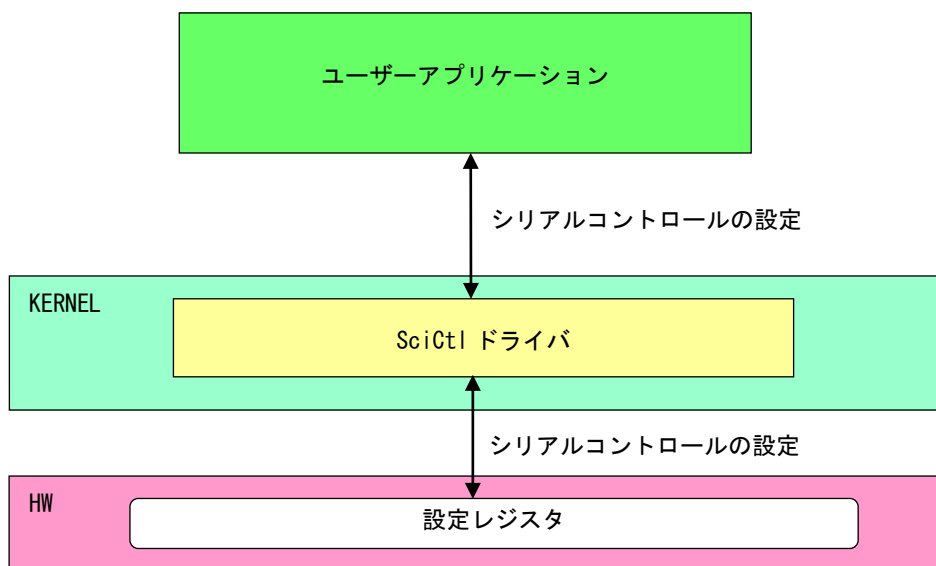 ユーザーアプリケーション
シリアルコントロールの設定
KERNEL
SciCtl ドライバ
シリアルコントロールの設定
HW
設定レジスタ